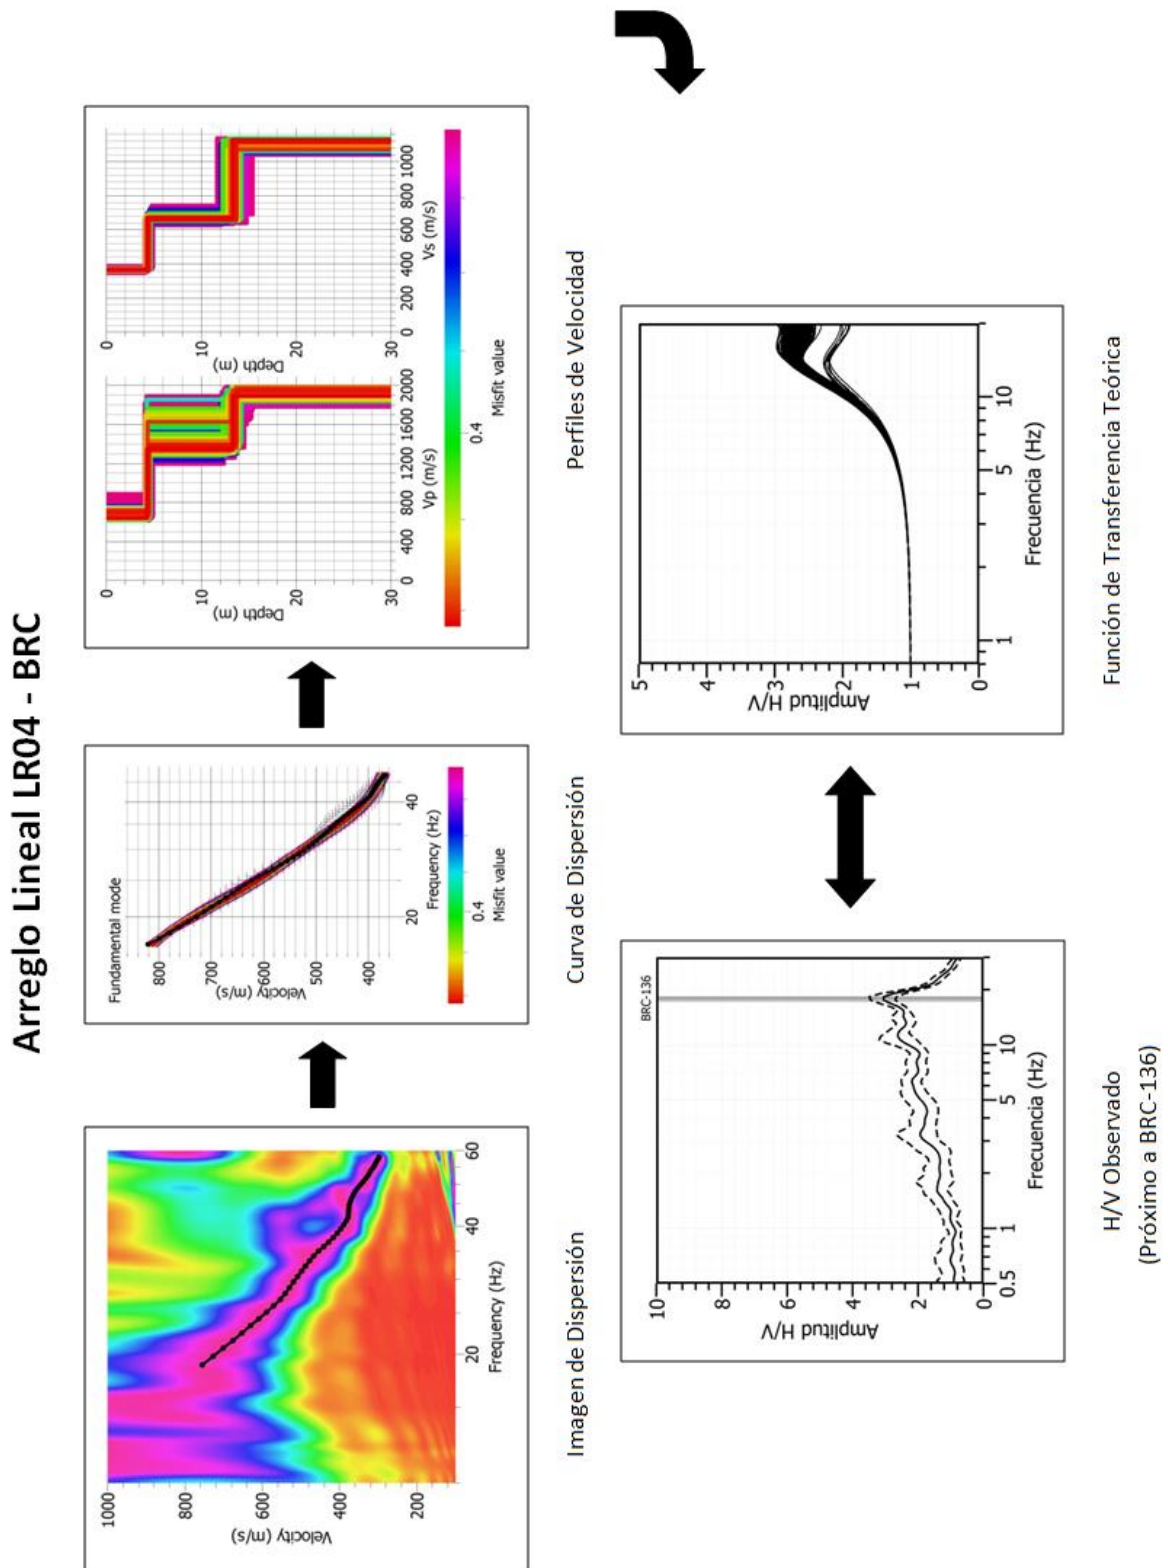 Arreglo Lineal LR04 - BRC
1000
800
600
400
200
Velocity (m/s)
20
40
60
Frequency (Hz)
Imagen de Dispersión
Fundamental mode
800
700
600
500
400
Velocity (m/s)
20
40
Frequency (Hz)
0.4
Misfit value
Curva de Dispersión
0
10
20
30
Depth (m)
0 400 800 1200 1600 2000
Vp (m/s)
0
10
20
30
Depth (m)
0 200 400 600 800 1000
Vs (m/s)
0.4
Misfit value
Perfiles de Velocidad
BRC-136
10
8
6
4
2
0
Amplitud H/V
0.5 1 5 10
Frecuencia (Hz)
H/V Observado
(Próximo a BRC-136)
5
4
3
2
1
0
Amplitud H/V
1 5 10
Frecuencia (Hz)
Función de Transferencia Teórica